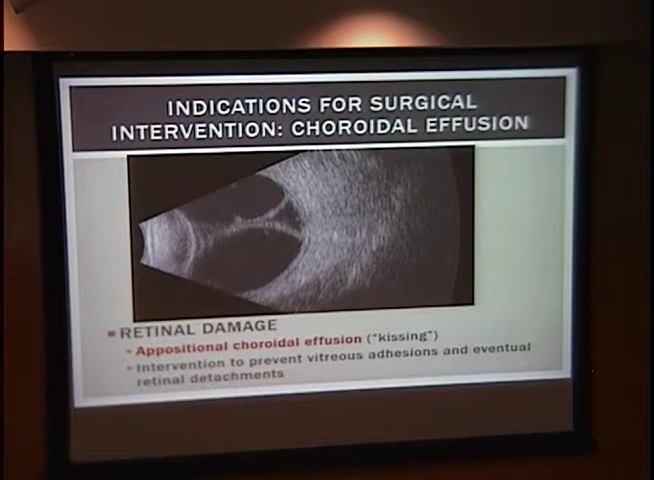 INDICATIONS FOR SURGICAL
INTERVENTION: CHOROIDAL EFFUSION
▪ RETINAL DAMAGE
- Appositional choroidal effusion ("kissing")
- Intervention to prevent vitreous adhesions and eventual
retinal detachments